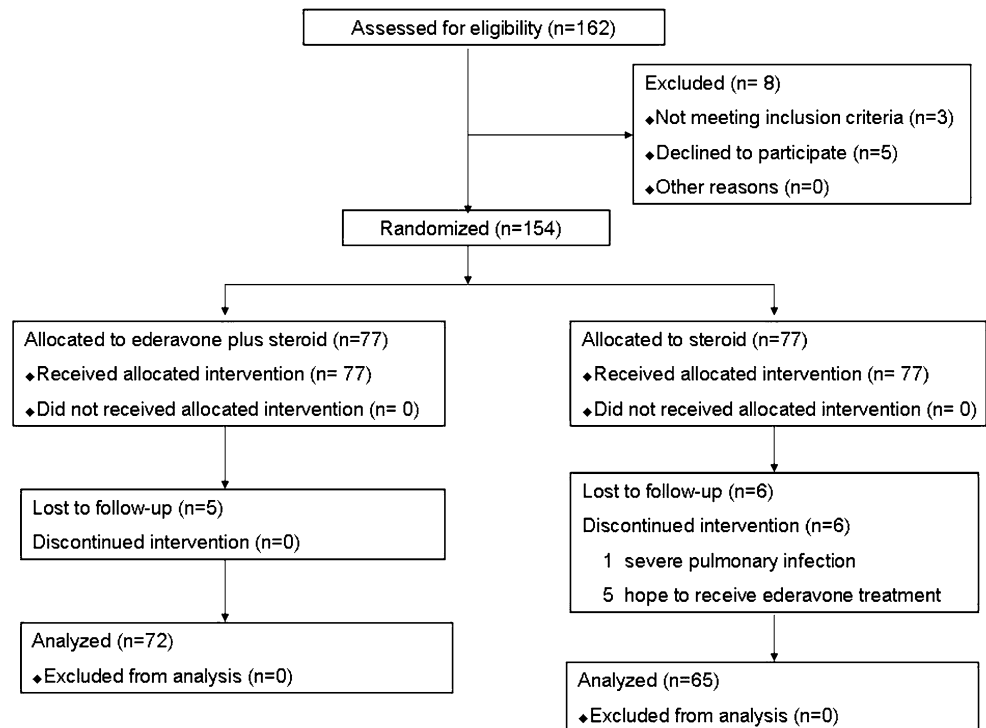 Assessed for eligibility (n=162)
Excluded (n= 8)
◆Not meeting inclusion criteria (n=3)
◆Declined to participate (n=5)
◆Other reasons (n=0)
Randomized (n=154)
Allocated to ederavone plus steroid (n=77)
◆Received allocated intervention (n= 77)
◆Did not received allocated intervention (n= 0)
Allocated to steroid (n=77)
◆Received allocated intervention (n= 77)
◆Did not received allocated intervention (n= 0)
Lost to follow-up (n=5)
Discontinued intervention (n=0)
Lost to follow-up (n=6)
Discontinued intervention (n=6)
1 severe pulmonary infection
5 hope to receive ederavone treatment
Analyzed (n=72)
◆Excluded from analysis (n=0)
Analyzed (n=65)
◆Excluded from analysis (n=0)